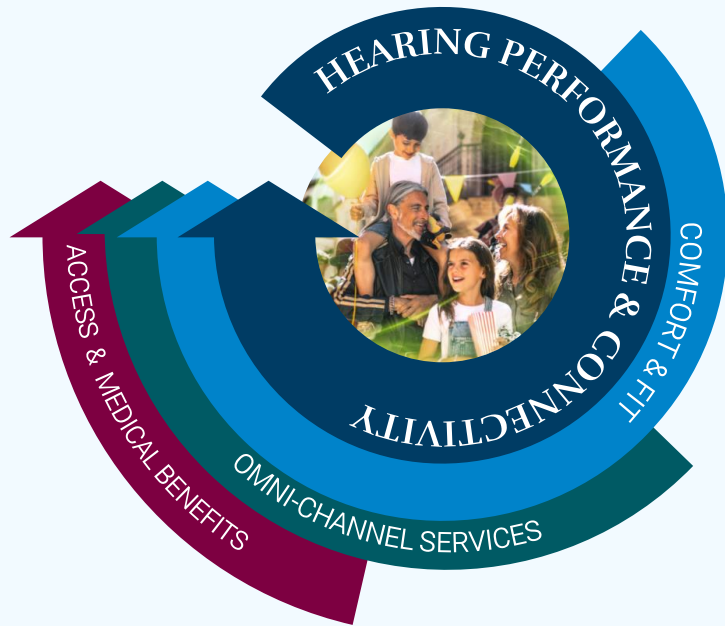 HEARING PERFORMANCE & CONNECTIVITY
COMFORT & FIT
OMNI-CHANNEL SERVICES
ACCESS & MEDICAL BENEFITS